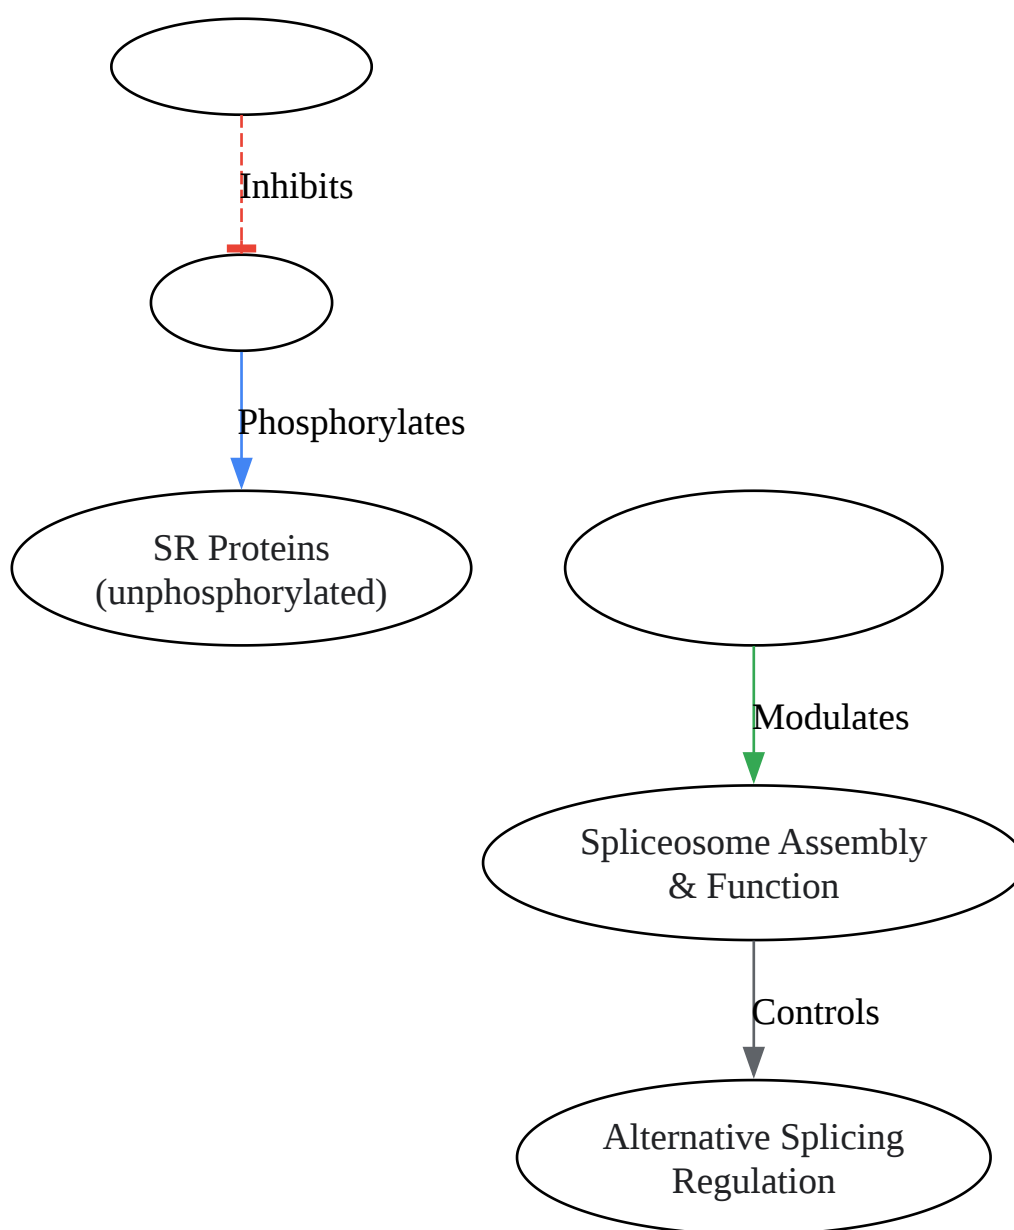 Inhibits
Phosphorylates
SR Proteins
(unphosphorylated)
Modulates
Spliceosome Assembly
& Function
Controls
Alternative Splicing
Regulation